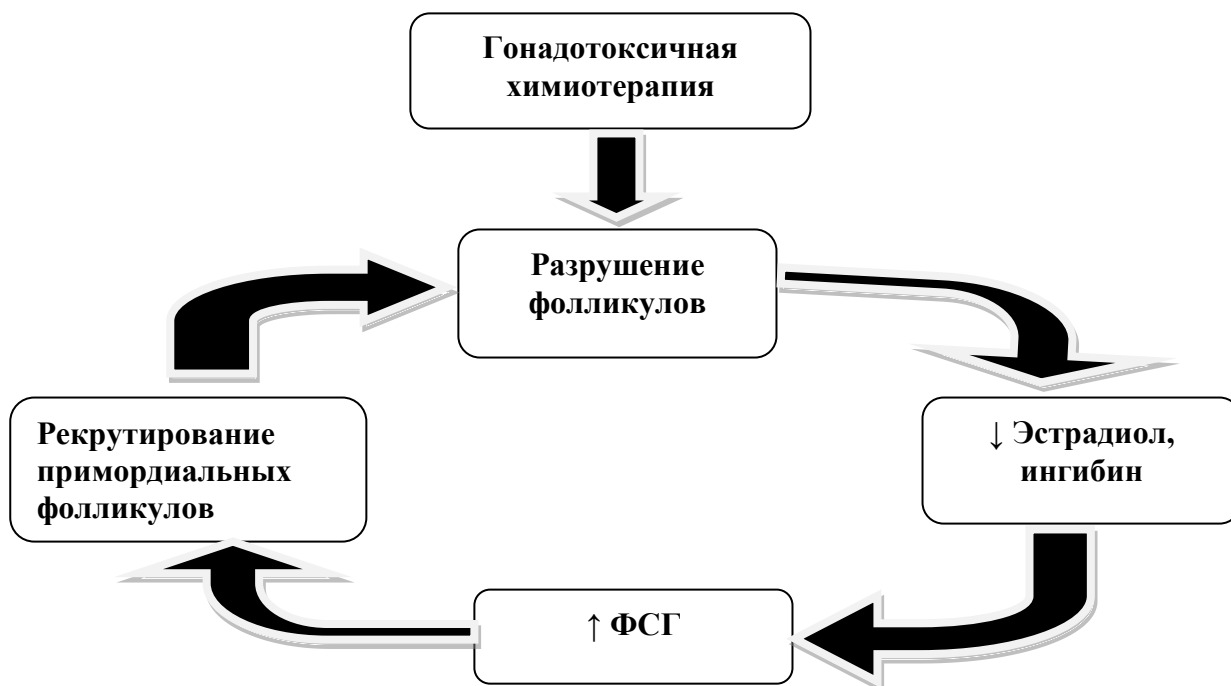 Гонадотоксичная
химиотерапия
Разрушение
фолликулов
↓ Эстрадиол,
ингибин
↑ ФСГ
Рекрутирование
примордиальных
фолликулов